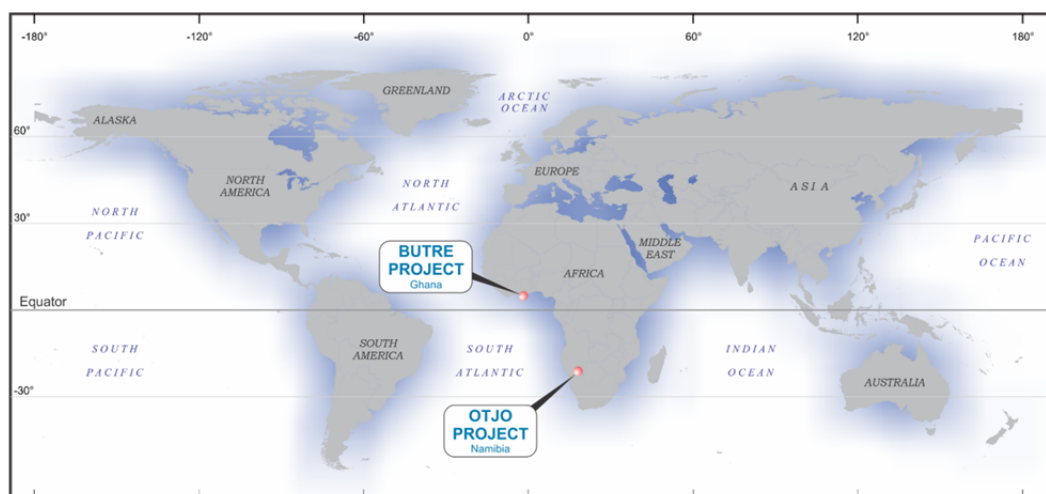 -180° -120° -60° 0° 60° 120° 180°
GREENLAND
ARCTIC
OCEAN
ALASKA
60°
EUROPE
NORTH
AMERICA
ASIA
NORTH
ATLANTIC
NORTH
PACIFIC
30°
MIDDLE
EAST
PACIFIC
OCEAN
BUTRE
PROJECT
Ghana
AFRICA
Equator
SOUTH
AMERICA
SOUTH
PACIFIC
SOUTH
ATLANTIC
INDIAN
OCEAN
AUSTRALIA
-30°
OTJO
PROJECT
Namibia